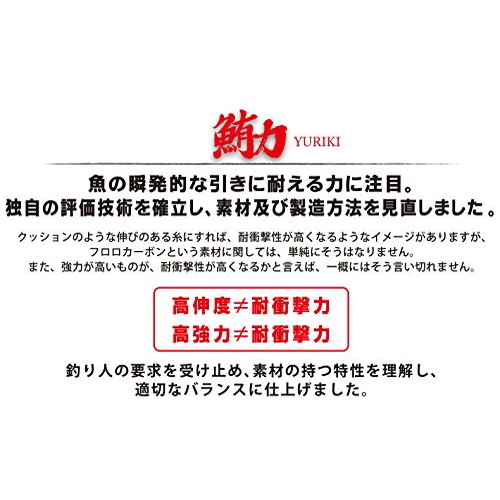 鮪力 YURIKI
魚の瞬発的な引きに耐える力に注目。
独自の評価技術を確立し、素材及び製造方法を見直しました。
クッションのような伸びのある糸にすれば、耐衝撃性が高くなるようなイメージがありますが、
フロロカーボンという素材に関しては、単純にそうはなりません。
また、強力が高いものが、耐衝撃性が高くなるかと言えば、一概にはそう言い切れません。
高伸度≠耐衝撃力
高強力≠耐衝撃力
釣り人の要求を受け止め、素材の持つ特性を理解し、
適切なバランスに仕上げました。